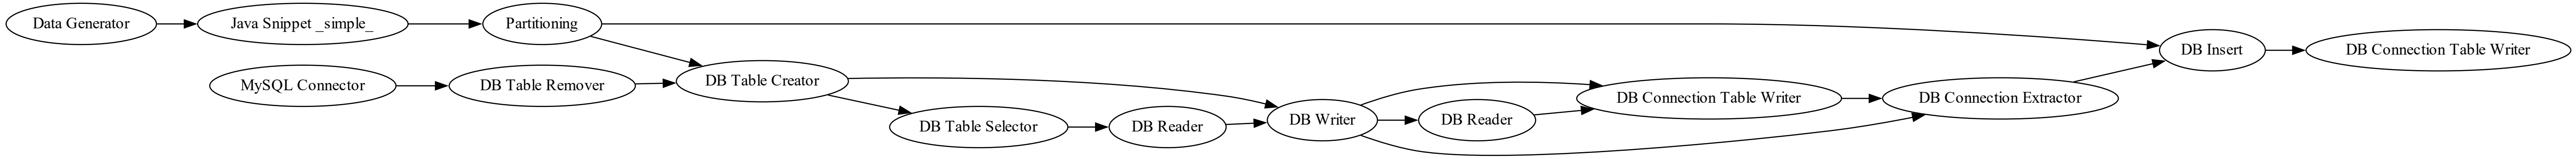 Data Generator
Java Snippet _simple_
Partitioning
MySQL Connector
DB Table Remover
DB Table Creator
DB Table Selector
DB Reader
DB Writer
DB Reader
DB Connection Table Writer
DB Connection Extractor
DB Insert
DB Connection Table Writer